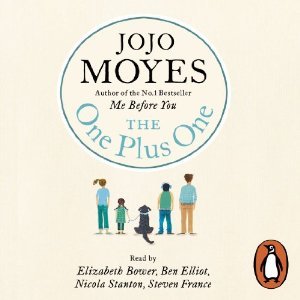 JOJO
MOYES
Author of the No.1 Bestseller
Me Before You
THE
One Plus One
Read by
Elizabeth Bower, Ben Elliot,
Nicola Stanton, Steven France